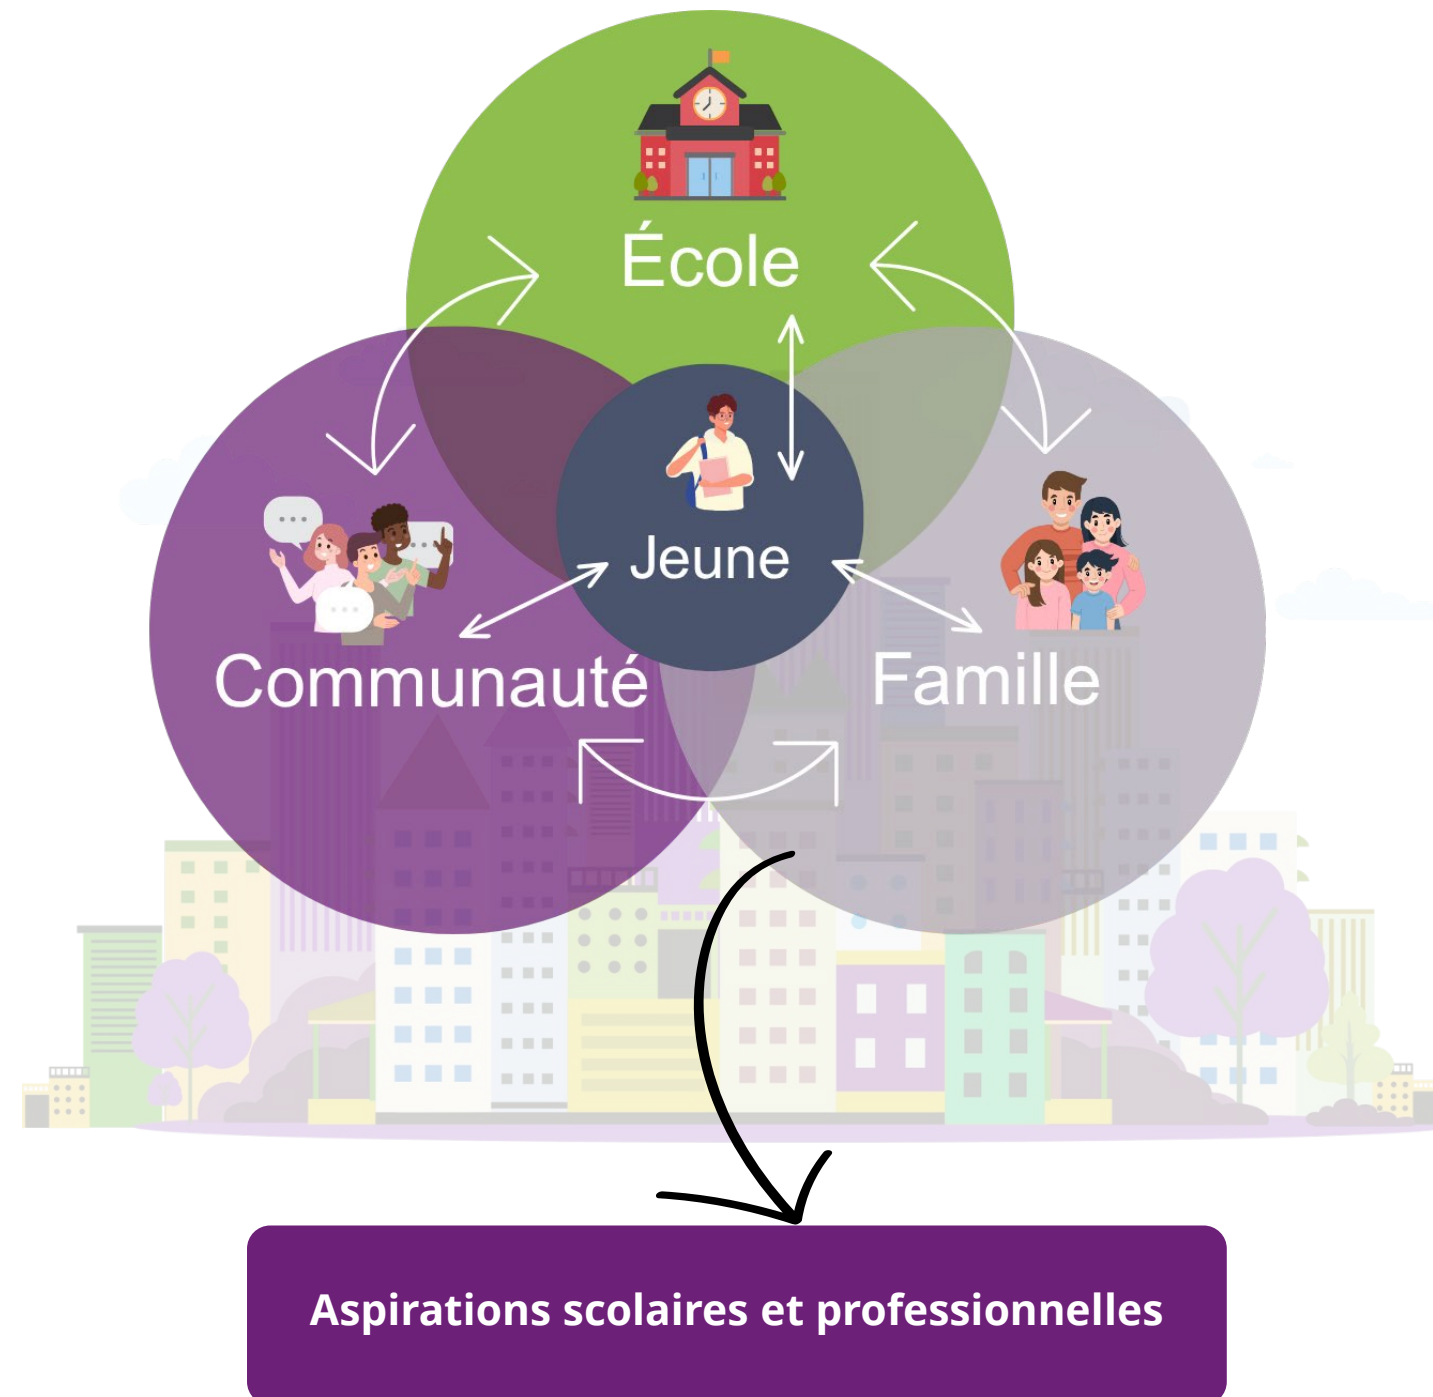 École
Jeune
Communauté
Famille
Aspirations scolaires et professionnelles